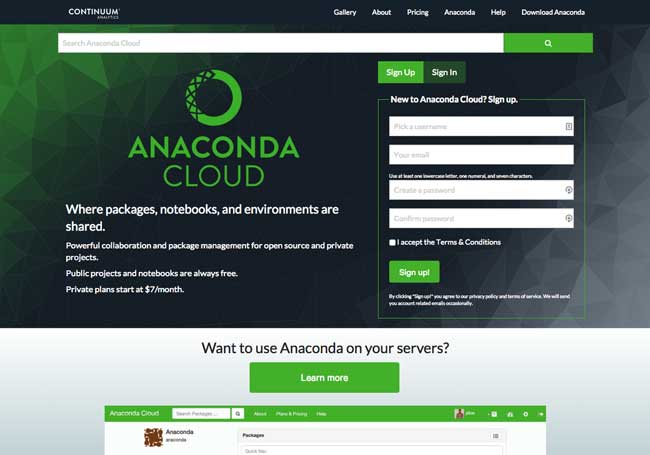 CONTINUUM
ANALYTICS
Gallery About Pricing Anaconda Help Download Anaconda
Search Anaconda Cloud
Sign Up Sign In
ANACONDA
CLOUD
Where packages, notebooks, and environments are
shared.
Powerful collaboration and package management for open source and private
projects.
Public projects and notebooks are always free.
Private plans start at $7/month.
New to Anaconda Cloud? Sign up.
Pick a username
Your email
Use at least one lowercase letter, one numeral, and seven characters.
Create a password
Confirm password
I accept the Terms & Conditions
Sign up!
By clicking "Sign up!" you agree to our privacy policy and terms of service. We will send
you account related emails occasionally.
Want to use Anaconda on your servers?
Learn more
Anaconda Cloud Search Packages ... About Plans & Pricing Help
Anaconda
anaconda
Packages